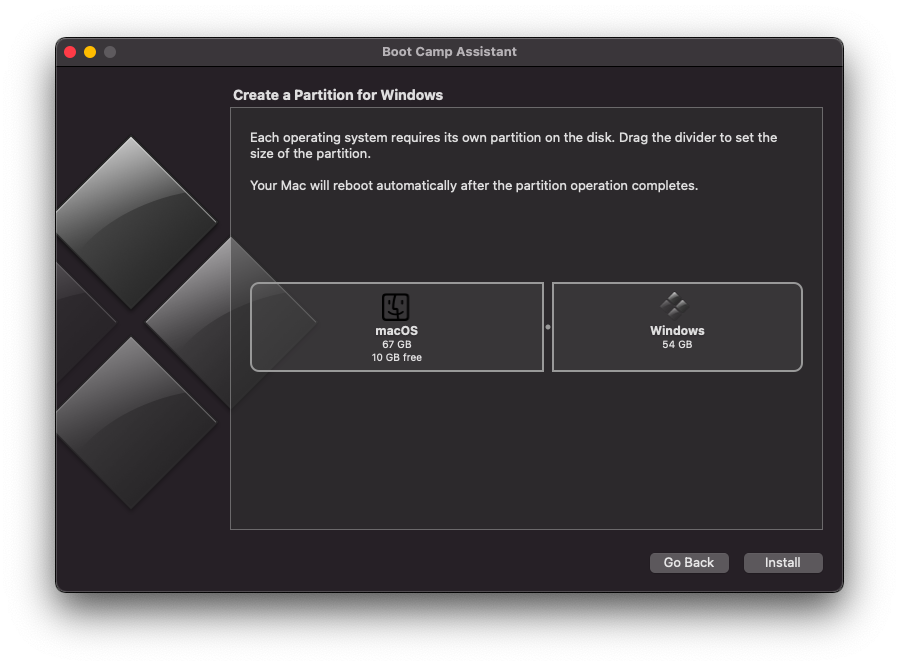 Boot Camp Assistant
Create a Partition for Windows
Each operating system requires its own partition on the disk. Drag the divider to set the
size of the partition.
Your Mac will reboot automatically after the partition operation completes.
macOS
67 GB
10 GB free
Windows
54 GB
Go Back
Install